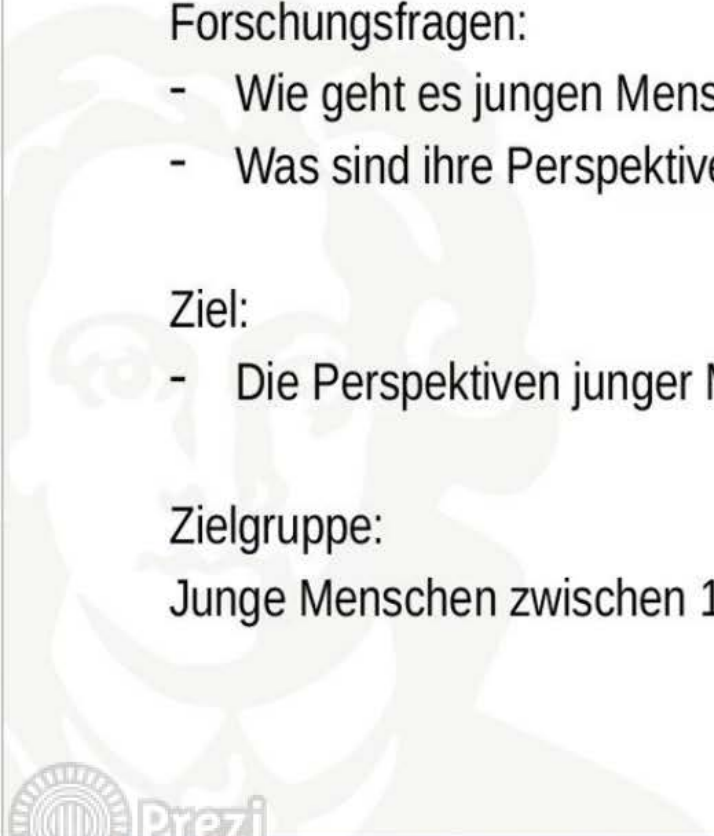 Forschungsfragen:
- Wie geht es jungen
- Was sind ihre
Ziel:
- Die Perspektiven junger
Zielgruppe:
Junge Menschen zwischen
Prezi